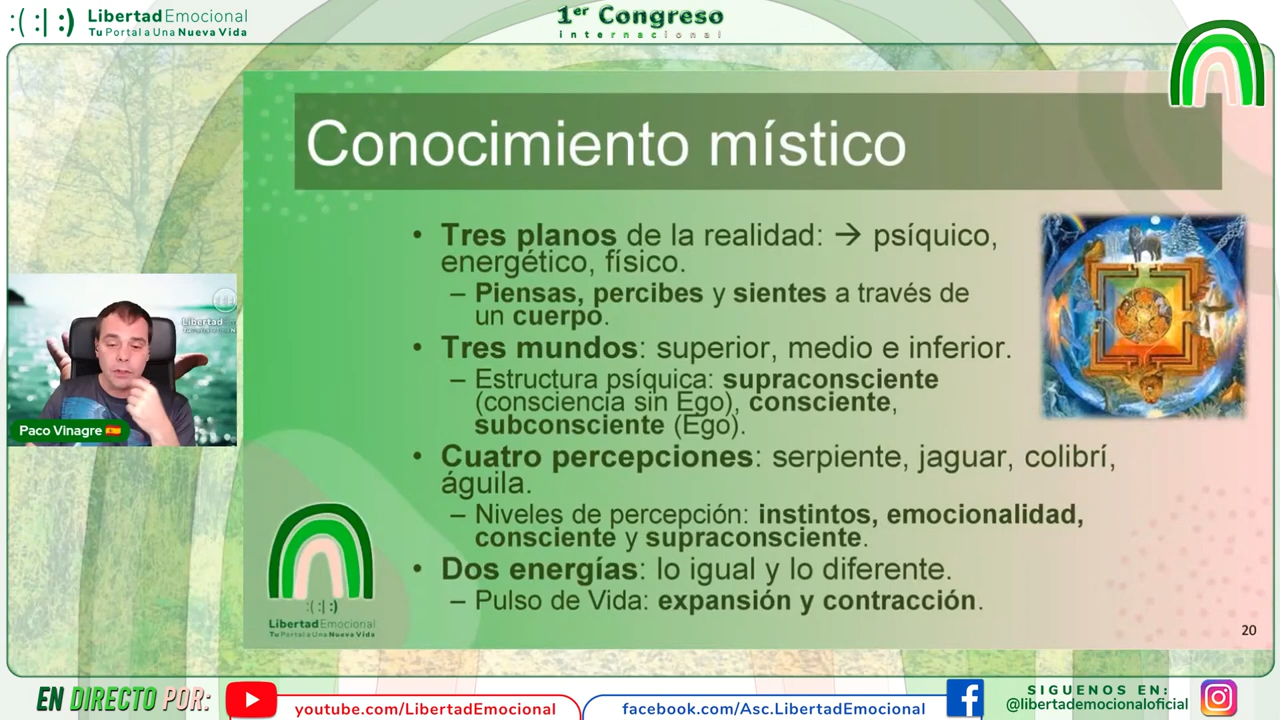 :( :| :) LibertadEmocional
Tu Portal a Una Nueva Vida
1er Congreso
internacional
Conocimiento místico
• Tres planos de la realidad: → psíquico,
energético, físico.
– Piensas, percibes y sientes a través de
un cuerpo.
• Tres mundos: superior, medio e inferior.
– Estructura psíquica: supraconsciente
(consciencia sin Ego), consciente,
subconsciente (Ego).
• Cuatro percepciones: serpiente, jaguar, colibrí,
águila.
– Niveles de percepción: instintos, emocionalidad,
consciente y supraconsciente.
• Dos energías: lo igual y lo diferente.
– Pulso de Vida: expansión y contracción.
Paco Vinagre
:(:|:)
LibertadEmocional
Tu Portal a Una Nueva Vida
20
EN DIRECTO POR:
youtube.com/LibertadEmocional
facebook.com/Asc.LibertadEmocional
SIGUENOS EN:
@libertademocionaloficial